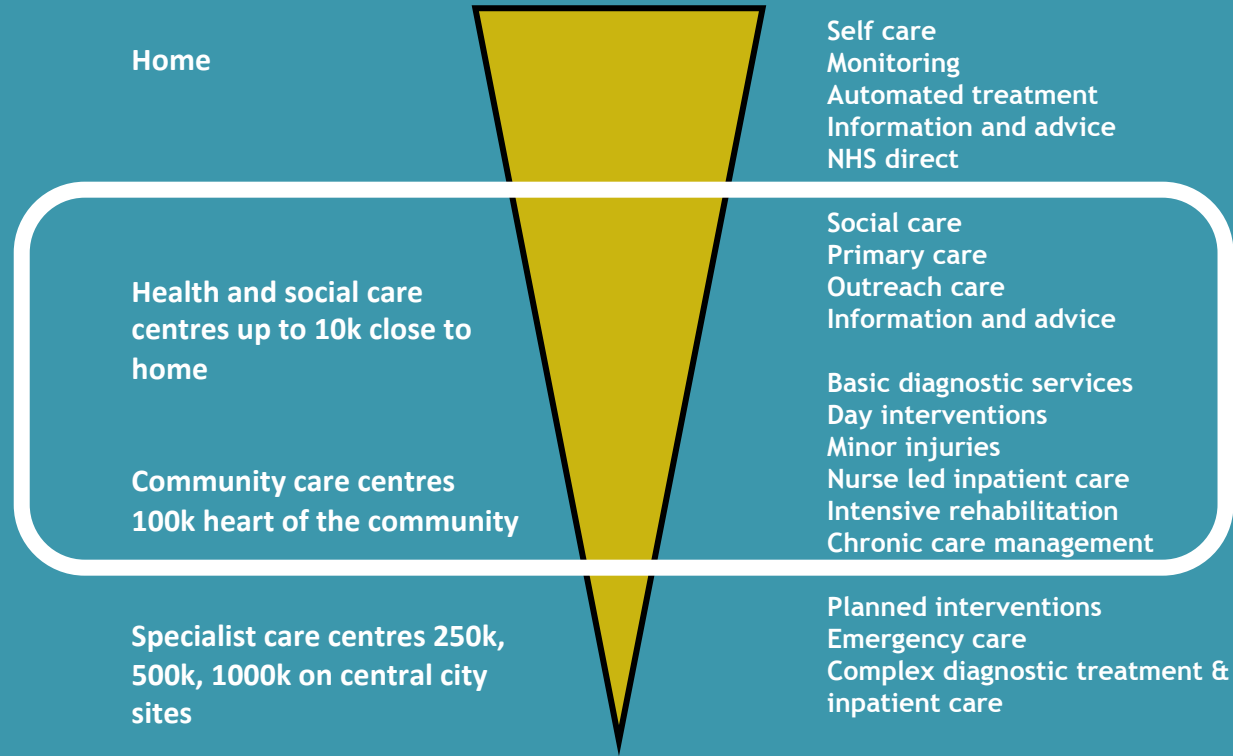 Home
Self care
Monitoring
Automated treatment
Information and advice
NHS direct
Health and social care
centres up to 10k close to
home
Social care
Primary care
Outreach care
Information and advice
Community care centres
100k heart of the community
Basic diagnostic services
Day interventions
Minor injuries
Nurse led inpatient care
Intensive rehabilitation
Chronic care management
Specialist care centres 250k,
500k, 1000k on central city
sites
Planned interventions
Emergency care
Complex diagnostic treatment &
inpatient care